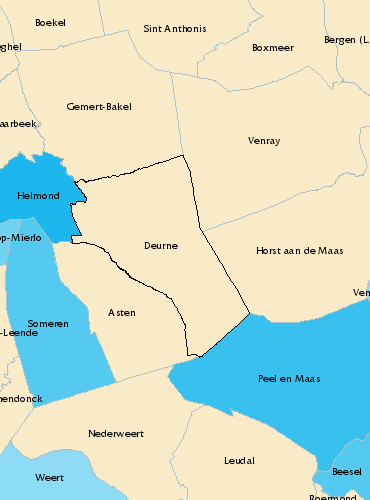 Boekel
Sint Anthonis
Bergen (L
ghel
Boxmeer
Gemert-Bakel
aarbeek
Venray
Helmond
op-Mierlo
Deurne
Horst aan de Maas
Ven
Asten
Someren
-Leende
Peel en Maas
nendonck
Nederweert
Leudal
Beesel
Weert
Roermond